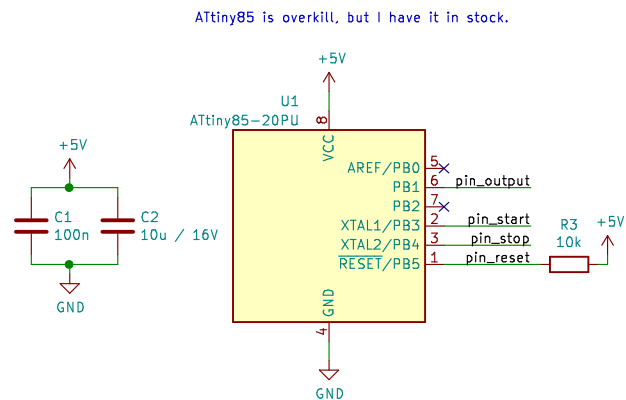 ATtiny85 is overkill, but I have it in stock.
+5V
U1
ATtiny85-20PU
8
VCC
AREF/PB0
5
PB1
6
pin_output
PB2
7
XTAL1/PB3
2
pin_start
XTAL2/PB4
3
pin_stop
RESET/PB5
1
pin_reset
R3
10k
+5V
GND
4
GND
+5V
C1
100n
C2
10u / 16V
GND